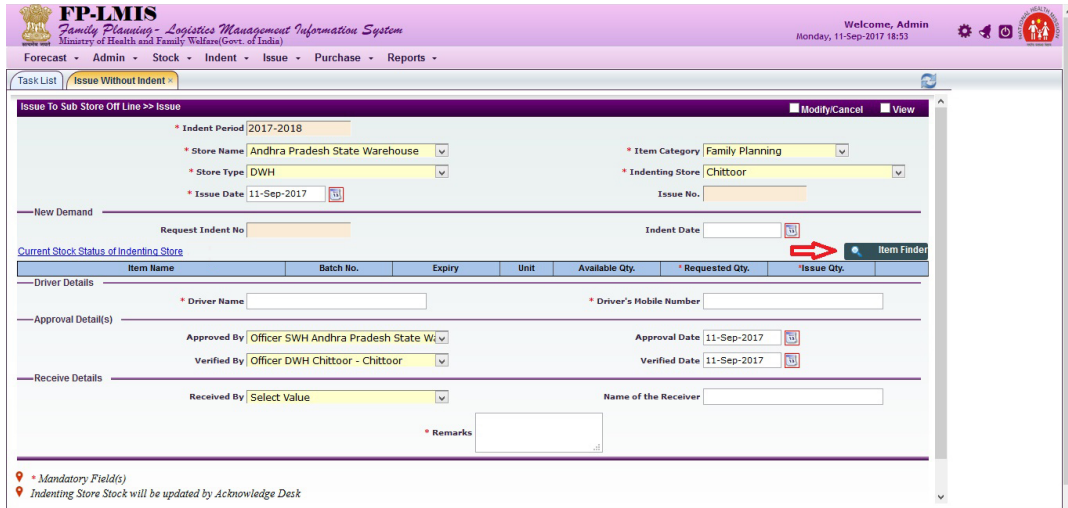 FP-LMIS
Family Planning - Logistics Management Information System
Ministry of Health and Family Welfare(Govt. of India)
Welcome, Admin
Monday, 11-Sep-2017 18:53
Forecast Admin Stock Indent Issue Purchase Reports
Task List Issue Without Indent ×
Issue To Sub Store Off Line >> Issue Modify/Cancel View
* Indent Period 2017-2018
* Store Name Andhra Pradesh State Warehouse * Item Category Family Planning
* Store Type DWH * Indenting Store Chittoor
* Issue Date 11-Sep-2017 Issue No.
New Demand
Request Indent No Indent Date
Current Stock Status of Indenting Store Item Finder
Item Name Batch No. Expiry Unit Available Qty. *Requested Qty. *Issue Qty.
Driver Details
* Driver Name * Driver's Mobile Number
Approval Detail(s)
Approved By Officer SWH Andhra Pradesh State Wa Approval Date 11-Sep-2017
Verified By Officer DWH Chittoor - Chittoor Verified Date 11-Sep-2017
Receive Details
Received By Select Value Name of the Receiver
* Remarks
* Mandatory Field(s)
Indenting Store Stock will be updated by Acknowledge Desk